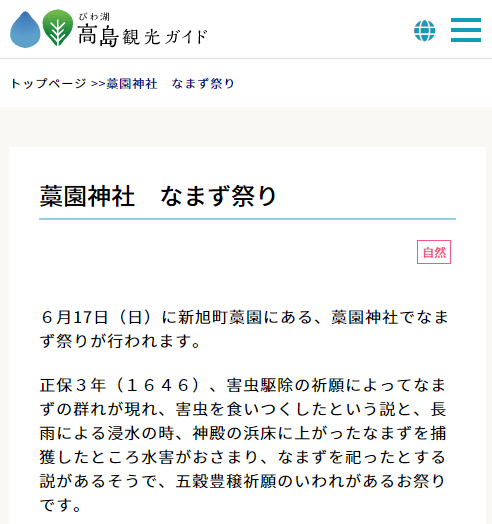 びわ湖
高島観光ガイド
トップページ >>藁園神社　なまず祭り
藁園神社　なまず祭り
自然
６月17日（日）に新旭町藁園にある、藁園神社でなま
ず祭りが行われます。
正保３年（１６４６）、害虫駆除の祈願によってなま
ずの群れが現れ、害虫を食いつくしたという説と、長
雨による浸水の時、神殿の浜床に上がったなまずを捕
獲したところ水害がおさまり、なまずを祀ったとする
説があるそうで、五穀豊穣祈願のいわれがあるお祭り
です。